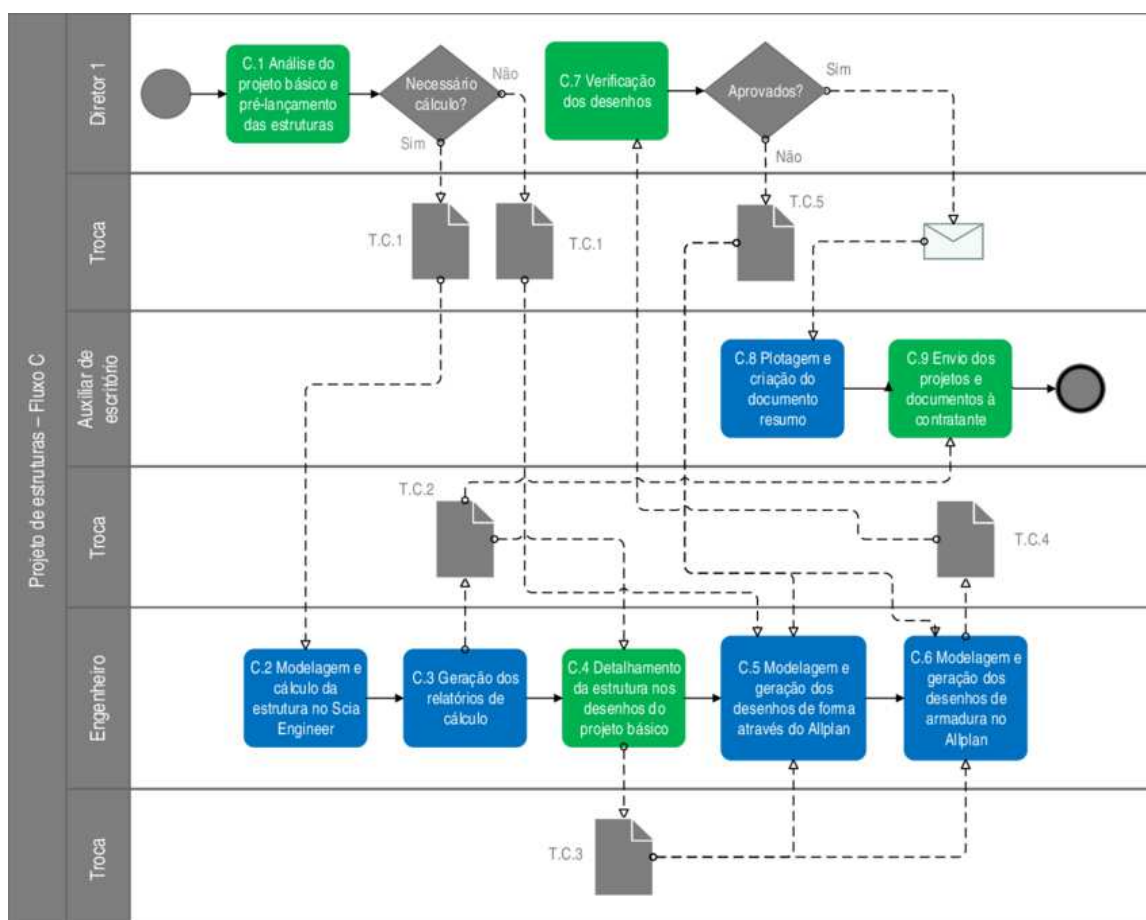 Projeto de estruturas – Fluxo C
Diretor 1
C.1 Análise do
projeto básico e
pré-lançamento
das estruturas
Necessário
cálculo?
Não
Sim
C.7 Verificação
dos desenhos
Aprovados?
Sim
Não
Troca
T.C.1
T.C.1
T.C.5
Auxiliar de
escritório
C.8 Plotagem e
criação do
documento
resumo
C.9 Envio dos
projetos e
documentos à
contratante
Troca
T.C.2
T.C.4
Engenheiro
C.2 Modelagem e
cálculo da
estrutura no Scia
Engineer
C.3 Geração dos
relatórios de
cálculo
C.4 Detalhamento
da estrutura nos
desenhos do
projeto básico
C.5 Modelagem e
geração dos
desenhos de forma
através do Allplan
C.6 Modelagem e
geração dos
desenhos de
armadura no
Allplan
Troca
T.C.3